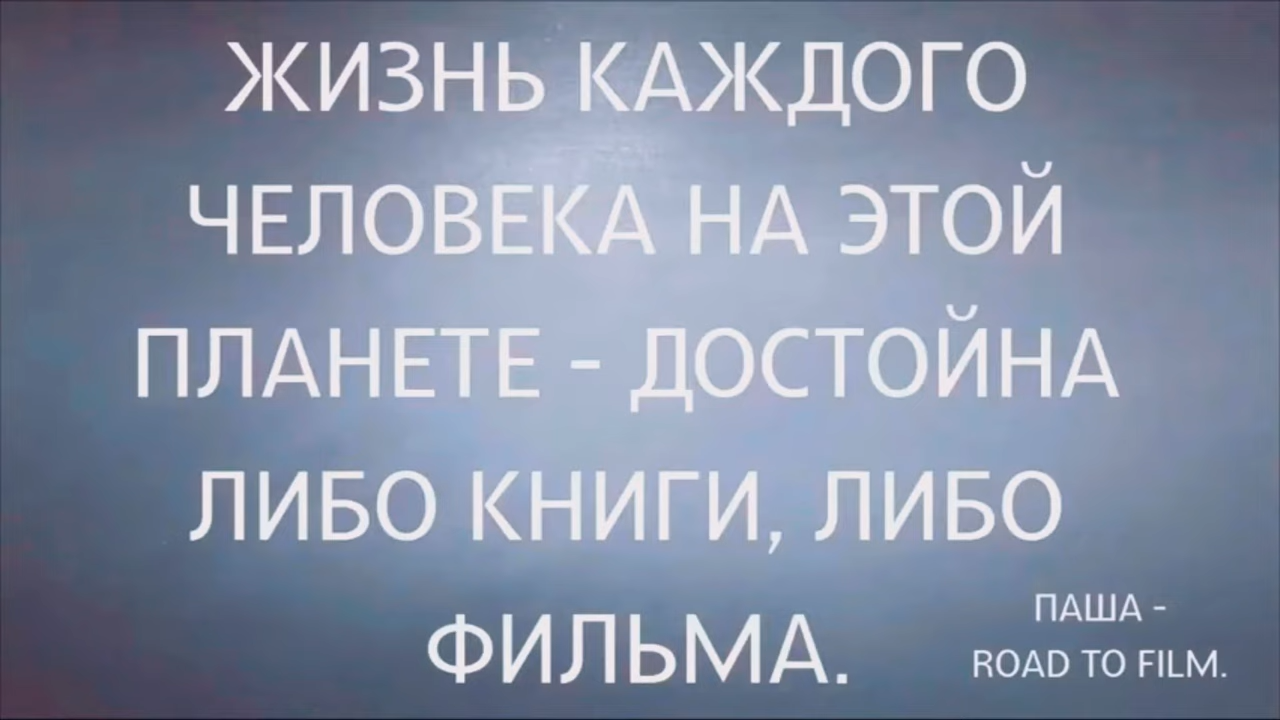 ЖИЗНЬ КАЖДОГО
ЧЕЛОВЕКА НА ЭТОЙ
ПЛАНЕТЕ - ДОСТОЙНА
ЛИБО КНИГИ, ЛИБО
ФИЛЬМА.
ПАША -
ROAD TO FILM.